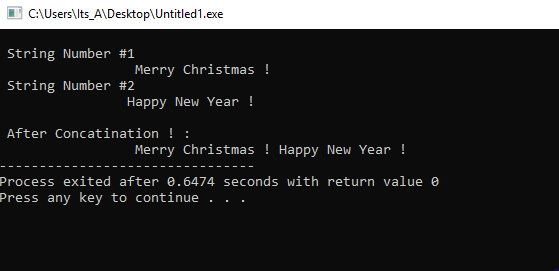 C:\Users\Its_A\Desktop\Untitled1.exe
String Number #1
Merry Christmas !
String Number #2
Happy New Year !
After Concatination ! :
Merry Christmas ! Happy New Year !
--------------------------------
Process exited after 0.6474 seconds with return value 0
Press any key to continue . . .